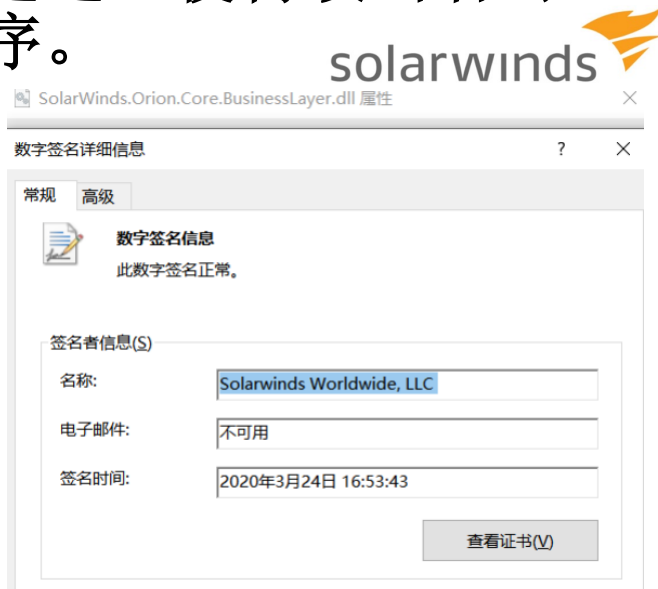 序。
solarwinds
SolarWinds.Orion.Core.BusinessLayer.dll 属性
数字签名详细信息
?
常规 高级
数字签名信息
此数字签名正常。
签名者信息(S)
名称: Solarwinds Worldwide, LLC
电子邮件: 不可用
签名时间: 2020年3月24日 16:53:43
查看证书(V)